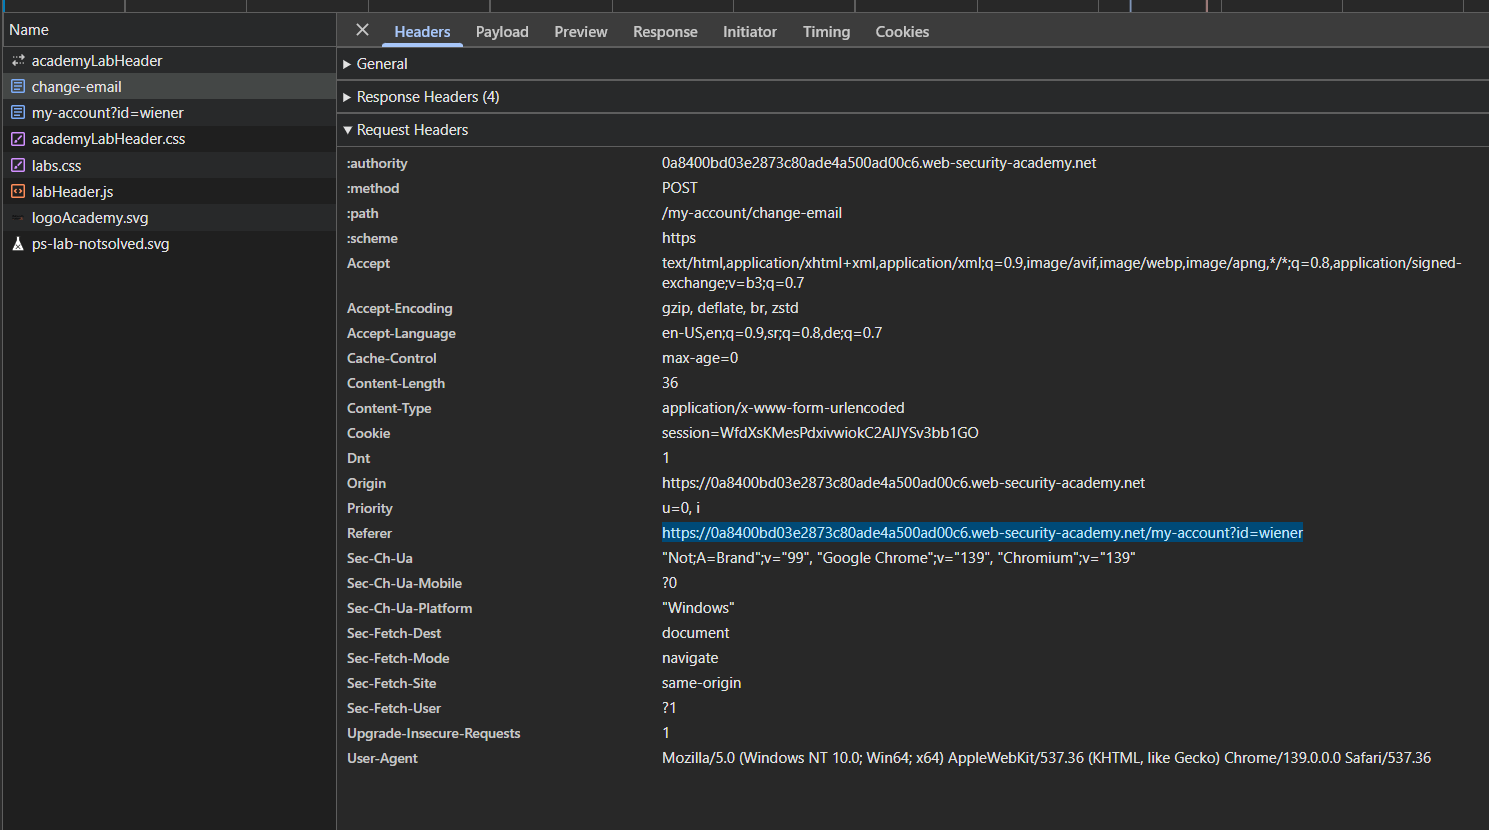 Name
academyLabHeader
change-email
my-account?id=wiener
academyLabHeader.css
labs.css
labHeader.js
logoAcademy.svg
ps-lab-notsolved.svg
Headers Payload Preview Response Initiator Timing Cookies
General
Response Headers (4)
Request Headers
:authority 0a8400bd03e2873c80ade4a500ad00c6.web-security-academy.net
:method POST
:path /my-account/change-email
:scheme https
Accept text/html,application/xhtml+xml,application/xml;q=0.9,image/avif,image/webp,image/apng,*/*;q=0.8,application/signed-
exchange;v=b3;q=0.7
Accept-Encoding gzip, deflate, br, zstd
Accept-Language en-US,en;q=0.9,sr;q=0.8,de;q=0.7
Cache-Control max-age=0
Content-Length 36
Content-Type application/x-www-form-urlencoded
Cookie session=WfdXsKMesPdxivwiokC2AIJYSv3bb1GO
Dnt 1
Origin https://0a8400bd03e2873c80ade4a500ad00c6.web-security-academy.net
Priority u=0, i
Referer https://0a8400bd03e2873c80ade4a500ad00c6.web-security-academy.net/my-account?id=wiener
Sec-Ch-Ua "Not;A=Brand";v="99", "Google Chrome";v="139", "Chromium";v="139"
Sec-Ch-Ua-Mobile ?0
Sec-Ch-Ua-Platform "Windows"
Sec-Fetch-Dest document
Sec-Fetch-Mode navigate
Sec-Fetch-Site same-origin
Sec-Fetch-User ?1
Upgrade-Insecure-Requests 1
User-Agent Mozilla/5.0 (Windows NT 10.0; Win64; x64) AppleWebKit/537.36 (KHTML, like Gecko) Chrome/139.0.0.0 Safari/537.36